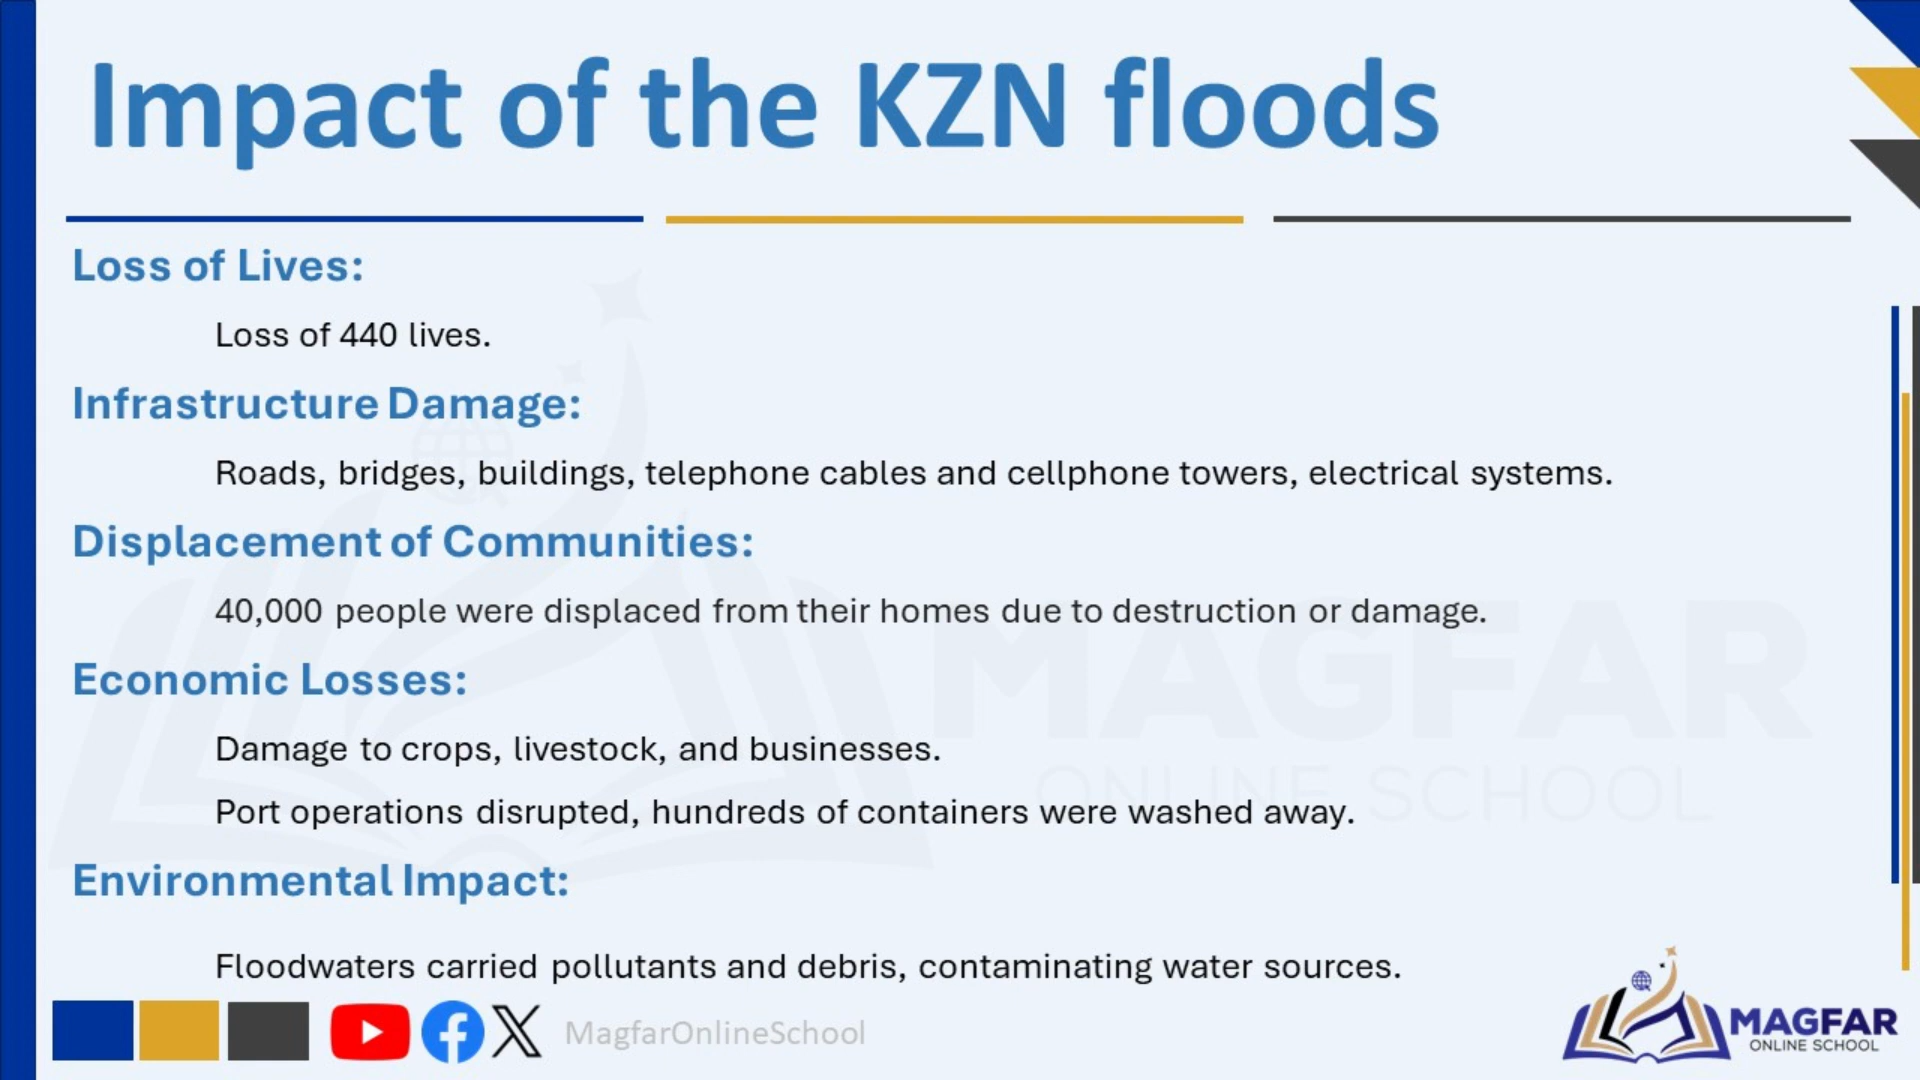 Impact of the KZN floods
Loss of Lives:
Loss of 440 lives.
Infrastructure Damage:
Roads, bridges, buildings, telephone cables and cellphone towers, electrical systems.
Displacement of Communities:
40,000 people were displaced from their homes due to destruction or damage.
Economic Losses:
Damage to crops, livestock, and businesses.
Port operations disrupted, hundreds of containers were washed away.
Environmental Impact:
Floodwaters carried pollutants and debris, contaminating water sources.
MAGFAR
ONLINE SCHOOL
MagfarOnlineSchool
MAGFAR
ONLINE SCHOOL